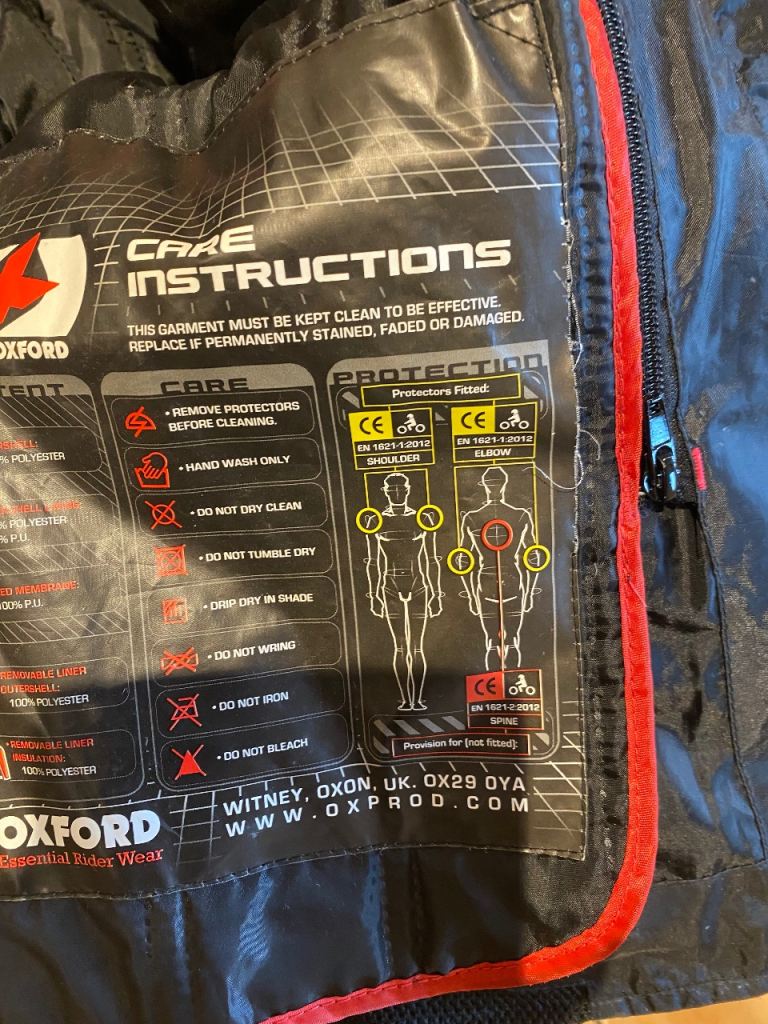 OXFORD
CARE
INSTRUCTIONS
THIS GARMENT MUST BE KEPT CLEAN TO BE EFFECTIVE.
REPLACE IF PERMANENTLY STAINED, FADED OR DAMAGED.
% POLYESTER
% POLYESTER
% P.U.
MEMBRANE:
100% P.U.
REMOVABLE LINER
OUTERSHELL:
100% POLYESTER
• REMOVABLE LINER
INSULATION:
100% POLYESTER
CARE
• REMOVE PROTECTORS
BEFORE CLEANING.
• HAND WASH ONLY
• DO NOT DRY CLEAN
• DO NOT TUMBLE DRY
• DRIP DRY IN SHADE
• DO NOT WRING
• DO NOT IRON
• DO NOT BLEACH
PROTECTION
Protectors Fitted:
CE
EN 1621-1:2012
SHOULDER
CE
EN 1621-1:2012
ELBOW
CE
EN 1621-2:2012
SPINE
Provision for (not fitted):
OXFORD
Essential Rider Wear
WITNEY, OXON, UK. OX29 0YA
WWW.OXPROD.COM